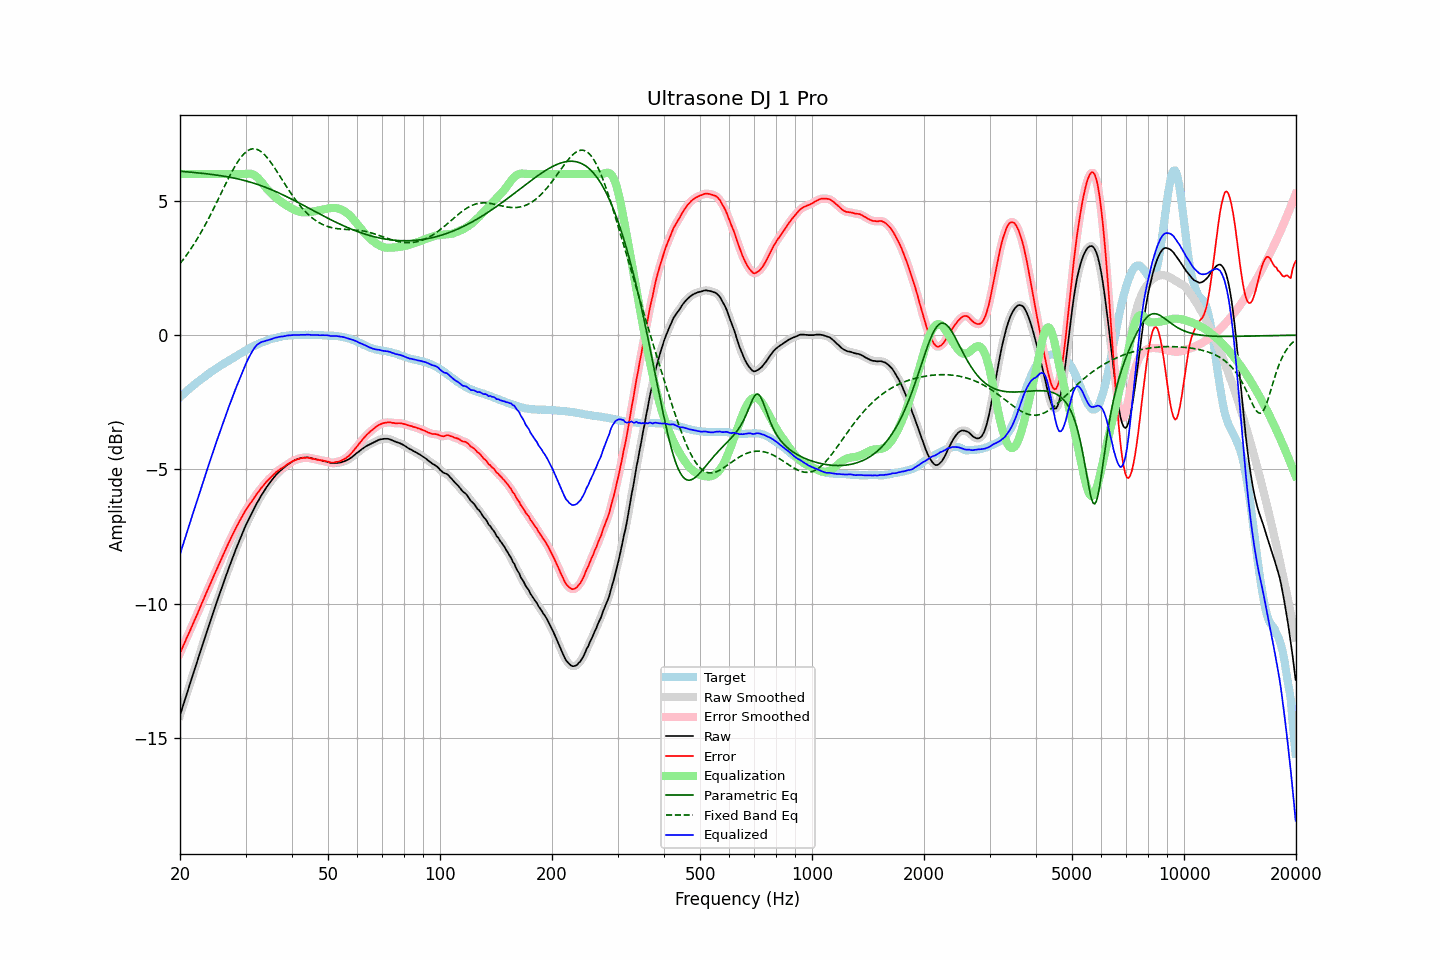 Ultrasone DJ 1 Pro
Amplitude (dBr)
5
0
−5
−10
−15
Target
Raw Smoothed
Error Smoothed
Raw
Error
Equalization
Parametric Eq
Fixed Band Eq
Equalized
20 50 100 200 500 1000 2000 5000 10000 20000
Frequency (Hz)